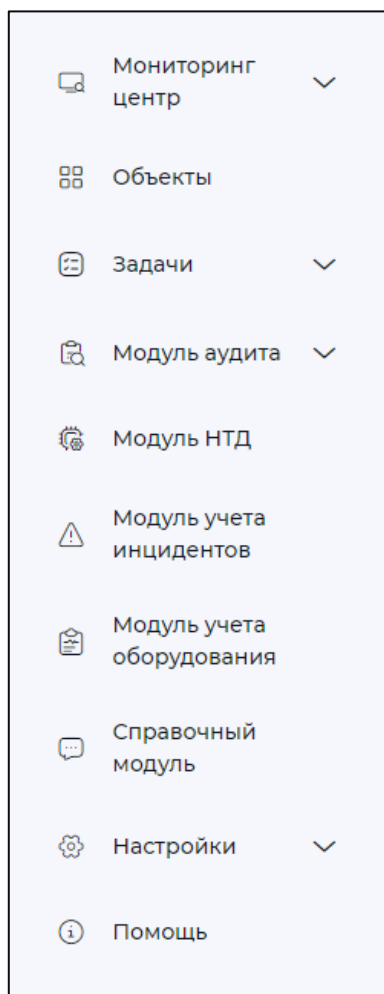 Мониторинг
центр
Объекты
Задачи
Модуль аудита
Модуль НТД
Модуль учета
инцидентов
Модуль учета
оборудования
Справочный
модуль
Настройки
Помощь